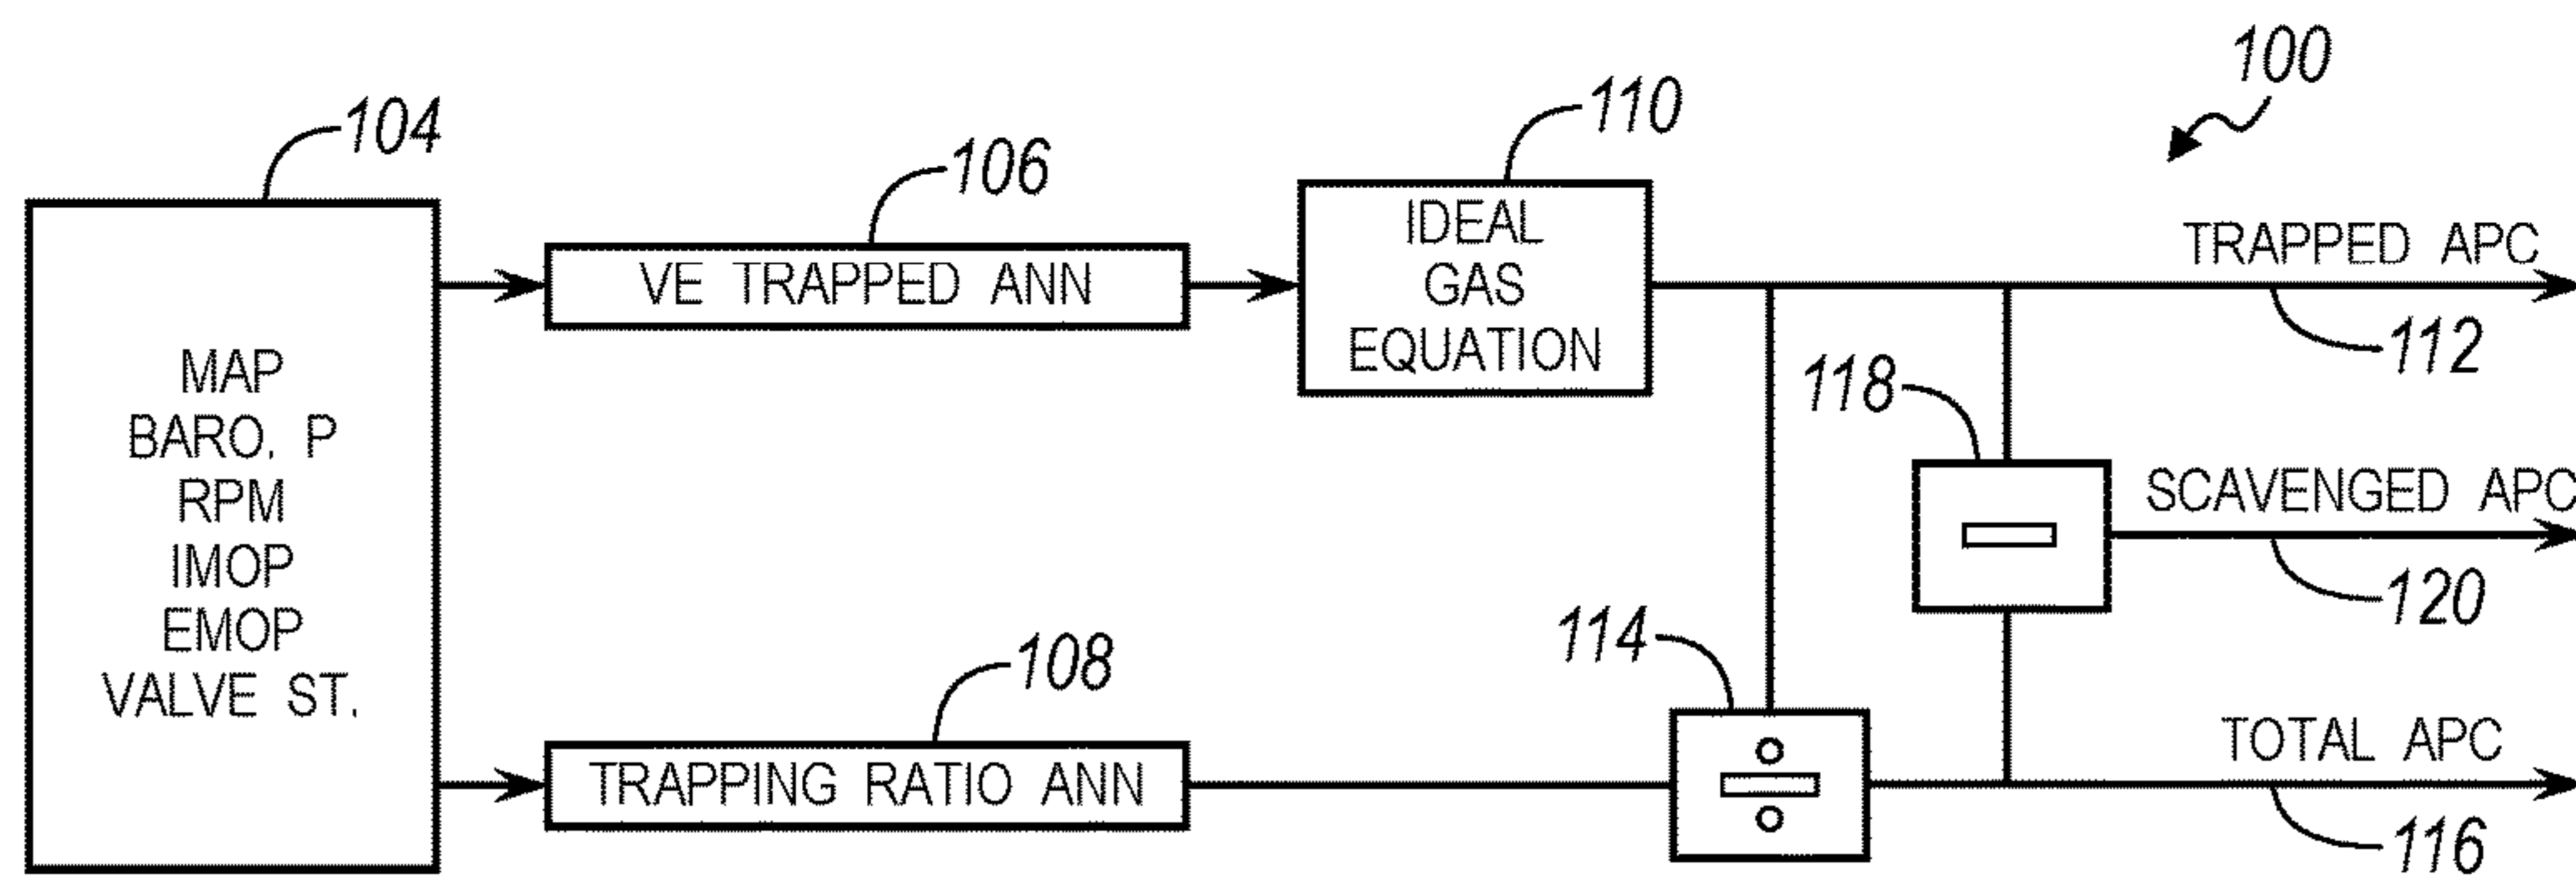 100
104
110
106
IDEAL
GAS
EQUATION
TRAPPED APC
VE TRAPPED ANN
112
MAP
BARO. P
RPM
IMOP
EMOP
VALVE ST.
118
SCAVENGED APC
120
114
108
TRAPPING RATIO ANN
TOTAL APC
116